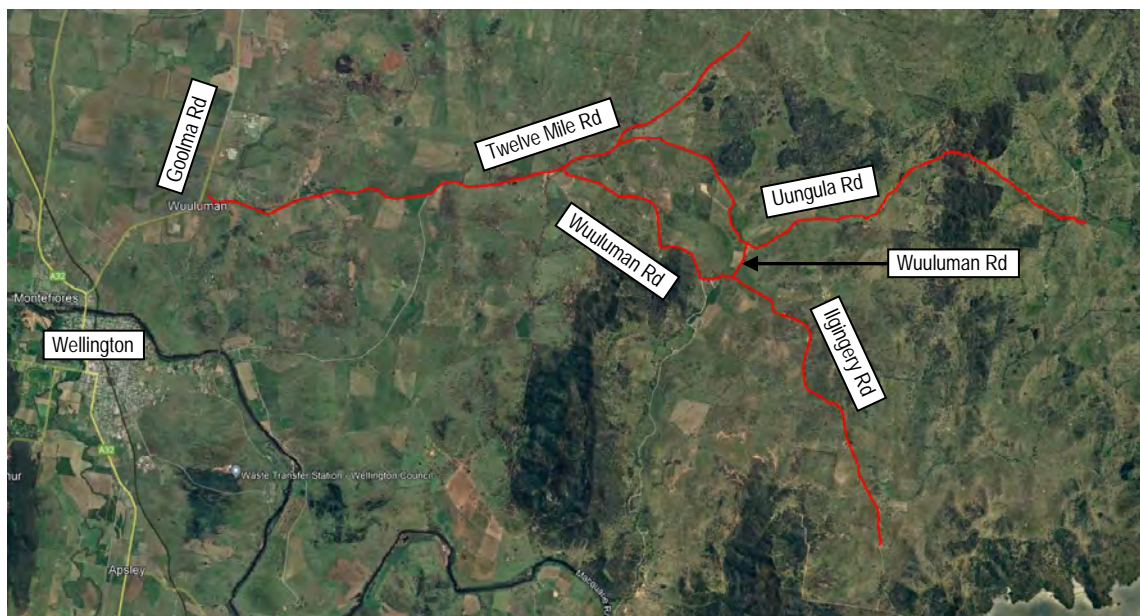 Goolma Rd
Twelve Mile Rd
Uungula Rd
Wuuluman
Wuuluman Rd
Wuuluman Rd
A32
Montefiores
Ilgingery Rd
Wellington
A32
Waste Transfer Station - Wellington Council
Apsley